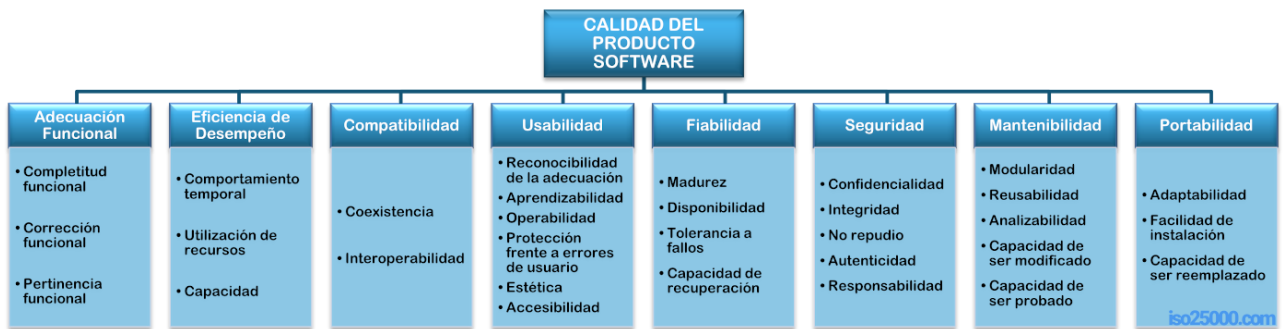 CALIDAD DEL
PRODUCTO
SOFTWARE
Adecuación
Funcional
• Completitud
funcional
• Corrección
funcional
• Pertinencia
funcional
Eficiencia de
Desempeño
• Comportamiento
temporal
• Utilización de
recursos
• Capacidad
Compatibilidad
• Coexistencia
• Interoperabilidad
Usabilidad
• Reconocibilidad
de la adecuación
• Aprendizabilidad
• Operabilidad
• Protección
frente a errores
de usuario
• Estética
• Accesibilidad
Fiabilidad
• Madurez
• Disponibilidad
• Tolerancia a
fallos
• Capacidad de
recuperación
Seguridad
• Confidencialidad
• Integridad
• No repudio
• Autenticidad
• Responsabilidad
Mantenibilidad
• Modularidad
• Reusabilidad
• Analizabilidad
• Capacidad de
ser modificado
• Capacidad de
ser probado
Portabilidad
• Adaptabilidad
• Facilidad de
instalación
• Capacidad de
ser reemplazado
iso25000.com